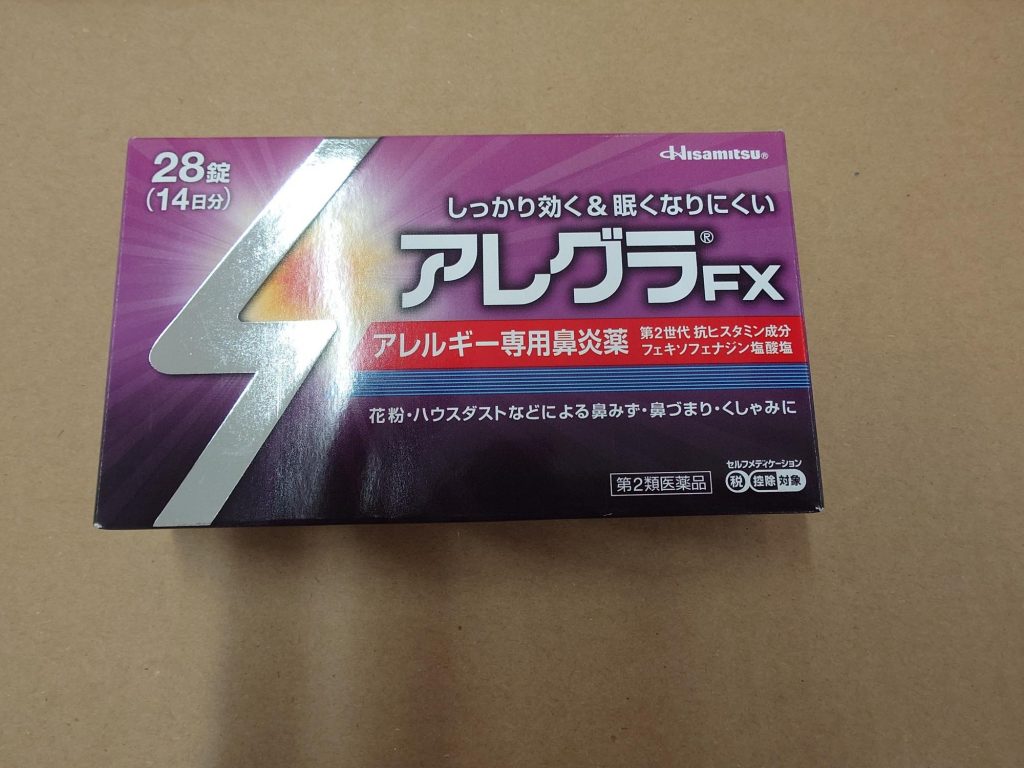 28錠
(14日分)
Hisamitsu®
しっかり効く&眠くなりにくい
アレグラ®FX
アレルギー専用鼻炎薬
第2世代 抗ヒスタミン成分
フェキソフェナジン塩酸塩
花粉・ハウスダストなどによる鼻みず・鼻づまり・くしゃみに
第2類医薬品
セルフメディケーション
税 控除 対象